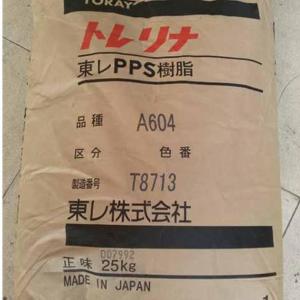 TORAY
トレリナ
東レPPS樹脂
品種 A604
区分 色番
製造番号 T8713
東レ株式会社
007992
正味 25kg
MADE IN JAPAN